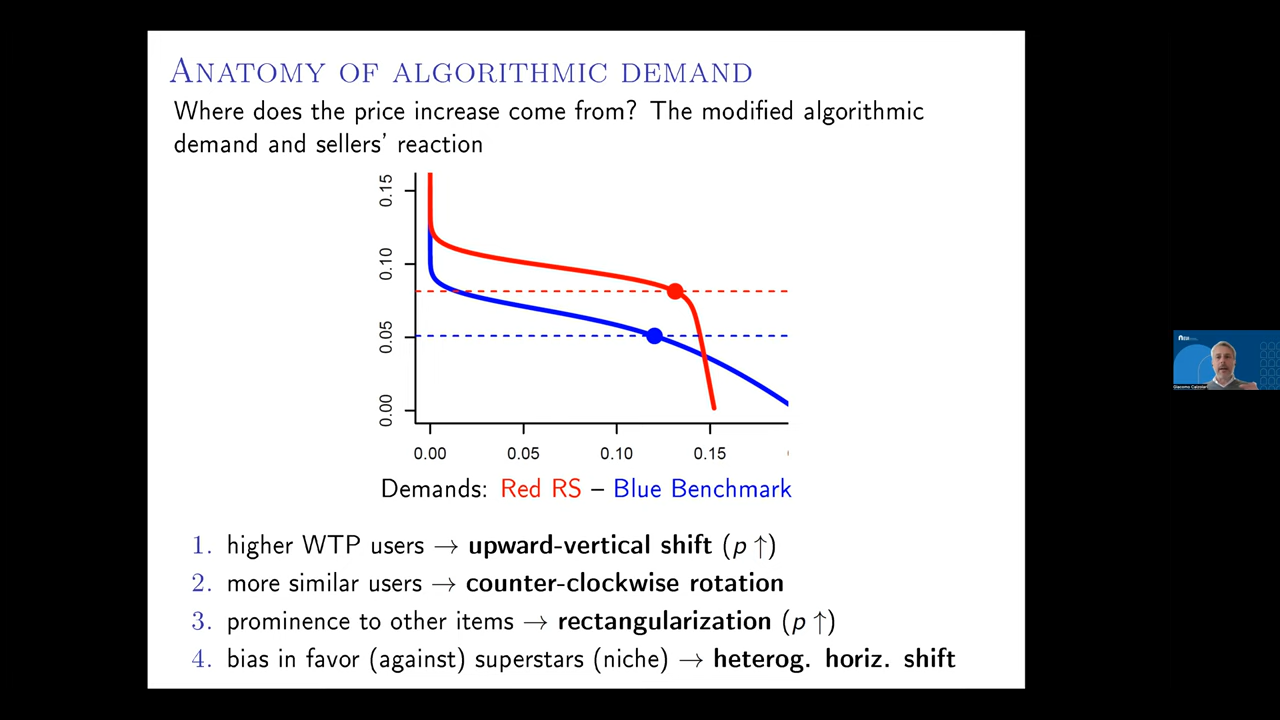 ANATOMY OF ALGORITHMIC DEMAND
Where does the price increase come from? The modified algorithmic
demand and sellers' reaction
0.15
0.10
0.05
0.00
0.00 0.05 0.10 0.15
Demands: Red RS – Blue Benchmark
1. higher WTP users → upward-vertical shift (p ↑)
2. more similar users → counter-clockwise rotation
3. prominence to other items → rectangularization (p ↑)
4. bias in favor (against) superstars (niche) → heterog. horiz. shift
Giacomo Calzolari